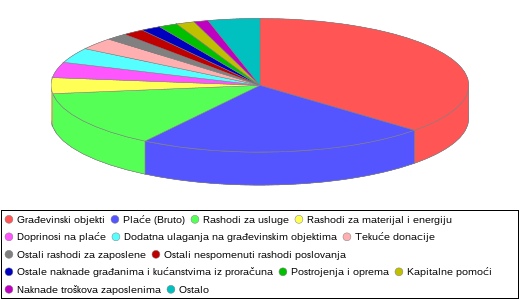 Građevinski objekti Plaće (Bruto) Rashodi za usluge Rashodi za materijal i energiju
Doprinosi na plaće Dodatna ulaganja na građevinskim objektima Tekuće donacije
Ostali rashodi za zaposlene Ostali nespomenuti rashodi poslovanja
Ostale naknade građanima i kućanstvima iz proračuna Postrojenja i oprema Kapitalne pomoći
Naknade troškova zaposlenima Ostalo